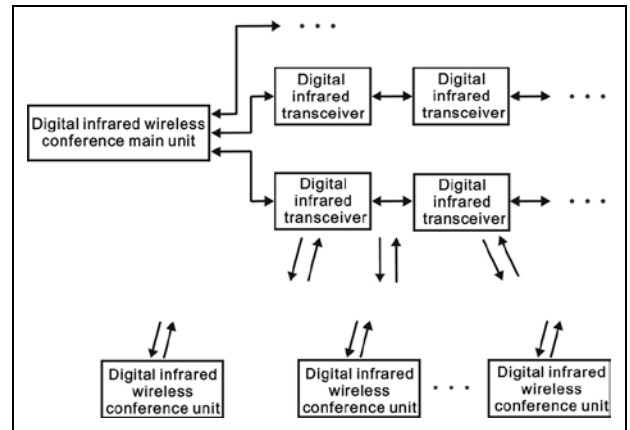 . . .
Digital
infrared
transceiver
Digital
infrared
transceiver
. . .
Digital infrared wireless
conference main unit
Digital
infrared
transceiver
Digital
infrared
transceiver
. . .
Digital infrared
wireless
conference unit
Digital infrared
wireless
conference unit
. . .
Digital infrared
wireless
conference unit